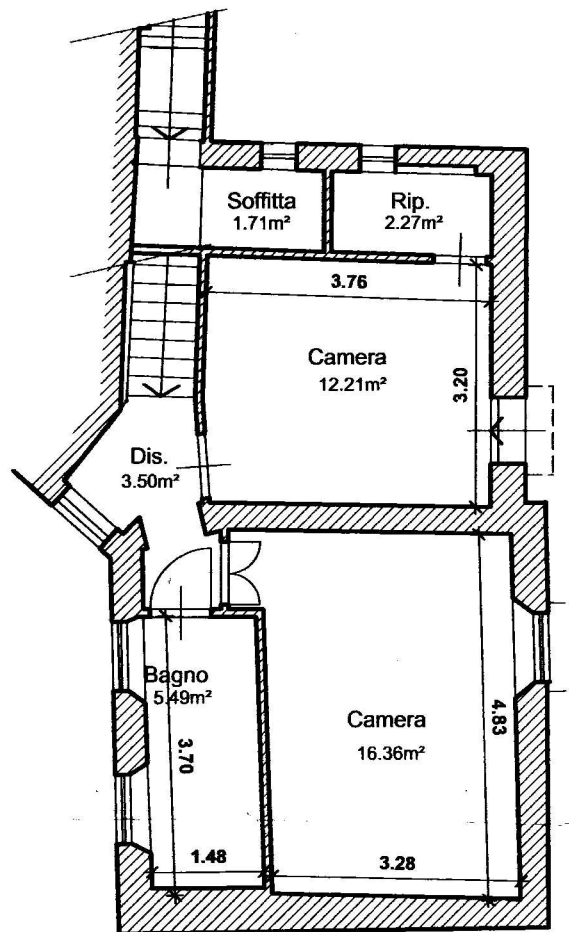 Soffitta
1.71m²
Rip.
2.27m²
3.76
Camera
12.21m²
3.20
Dis.
3.50m²
Bagno
5.49m²
3.70
Camera
16.36m²
4.83
1.48
3.28